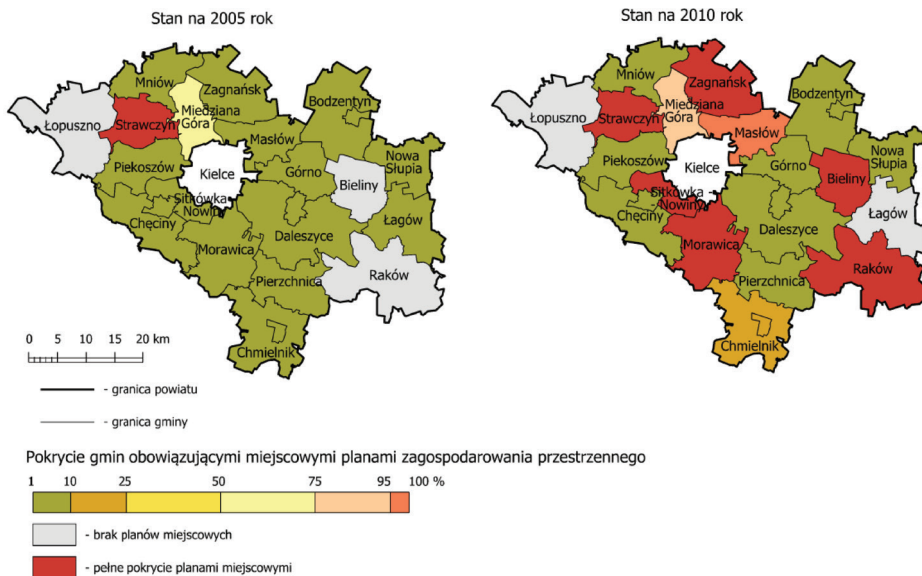 Stan na 2005 rok
Mniów
Zagnańsk
Bodzentyn
Łopuszno
Strawczyn
Miedziana
Góra
Masłów
Nowa
Słupia
Piekoszów
Kielce
Górno
Bieliny
Sitkówka -
- Nowiny
Chęciny
Łagów
Morawica
Daleszyce
Pierzchnica
Raków
Chmielnik
Stan na 2010 rok
Mniów
Zagnańsk
Bodzentyn
Łopuszno
Strawczyn
Miedziana
Góra
Masłów
Nowa
Słupia
Piekoszów
Kielce
Górno
Bieliny
Sitkówka -
- Nowiny
Chęciny
Łagów
Morawica
Daleszyce
Pierzchnica
Raków
Chmielnik
0 5 10 15 20 km
- granica powiatu
- granica gminy
Pokrycie gmin obowiązującymi miejscowymi planami zagospodarowania przestrzennego
1 10 25 50 75 95 100 %
- brak planów miejscowych
- pełne pokrycie planami miejscowymi